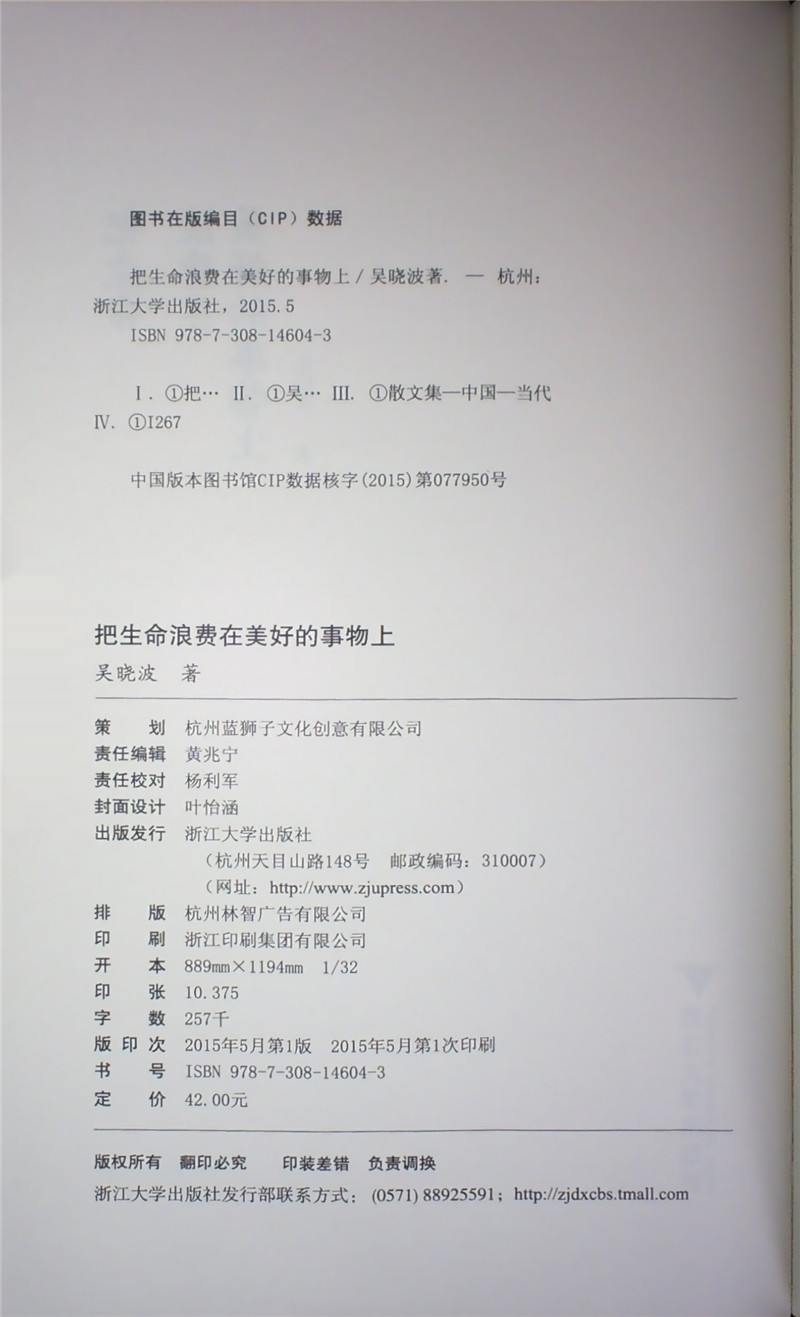 图书在版编目（CIP）数据
把生命浪费在美好的事物上 / 吴晓波著. — 杭州：
浙江大学出版社，2015.5
ISBN 978-7-308-14604-3
Ⅰ. ①把… Ⅱ. ①吴… Ⅲ. ①散文集—中国—当代
Ⅳ. ①I267
中国版本图书馆CIP数据核字(2015)第077950号
把生命浪费在美好的事物上
吴晓波 著
策 划 杭州蓝狮子文化创意有限公司
责任编辑 黄兆宁
责任校对 杨利军
封面设计 叶怡涵
出版发行 浙江大学出版社
（杭州天目山路148号 邮政编码：310007）
（网址：http://www.zjupress.com）
排 版 杭州林智广告有限公司
印 刷 浙江印刷集团有限公司
开 本 889mm×1194mm 1/32
印 张 10.375
字 数 257千
版 印 次 2015年5月第1版 2015年5月第1次印刷
书 号 ISBN 978-7-308-14604-3
定 价 42.00元
版权所有 翻印必究 印装差错 负责调换
浙江大学出版社发行部联系方式：(0571) 88925591；http://zjdxcbs.tmall.com